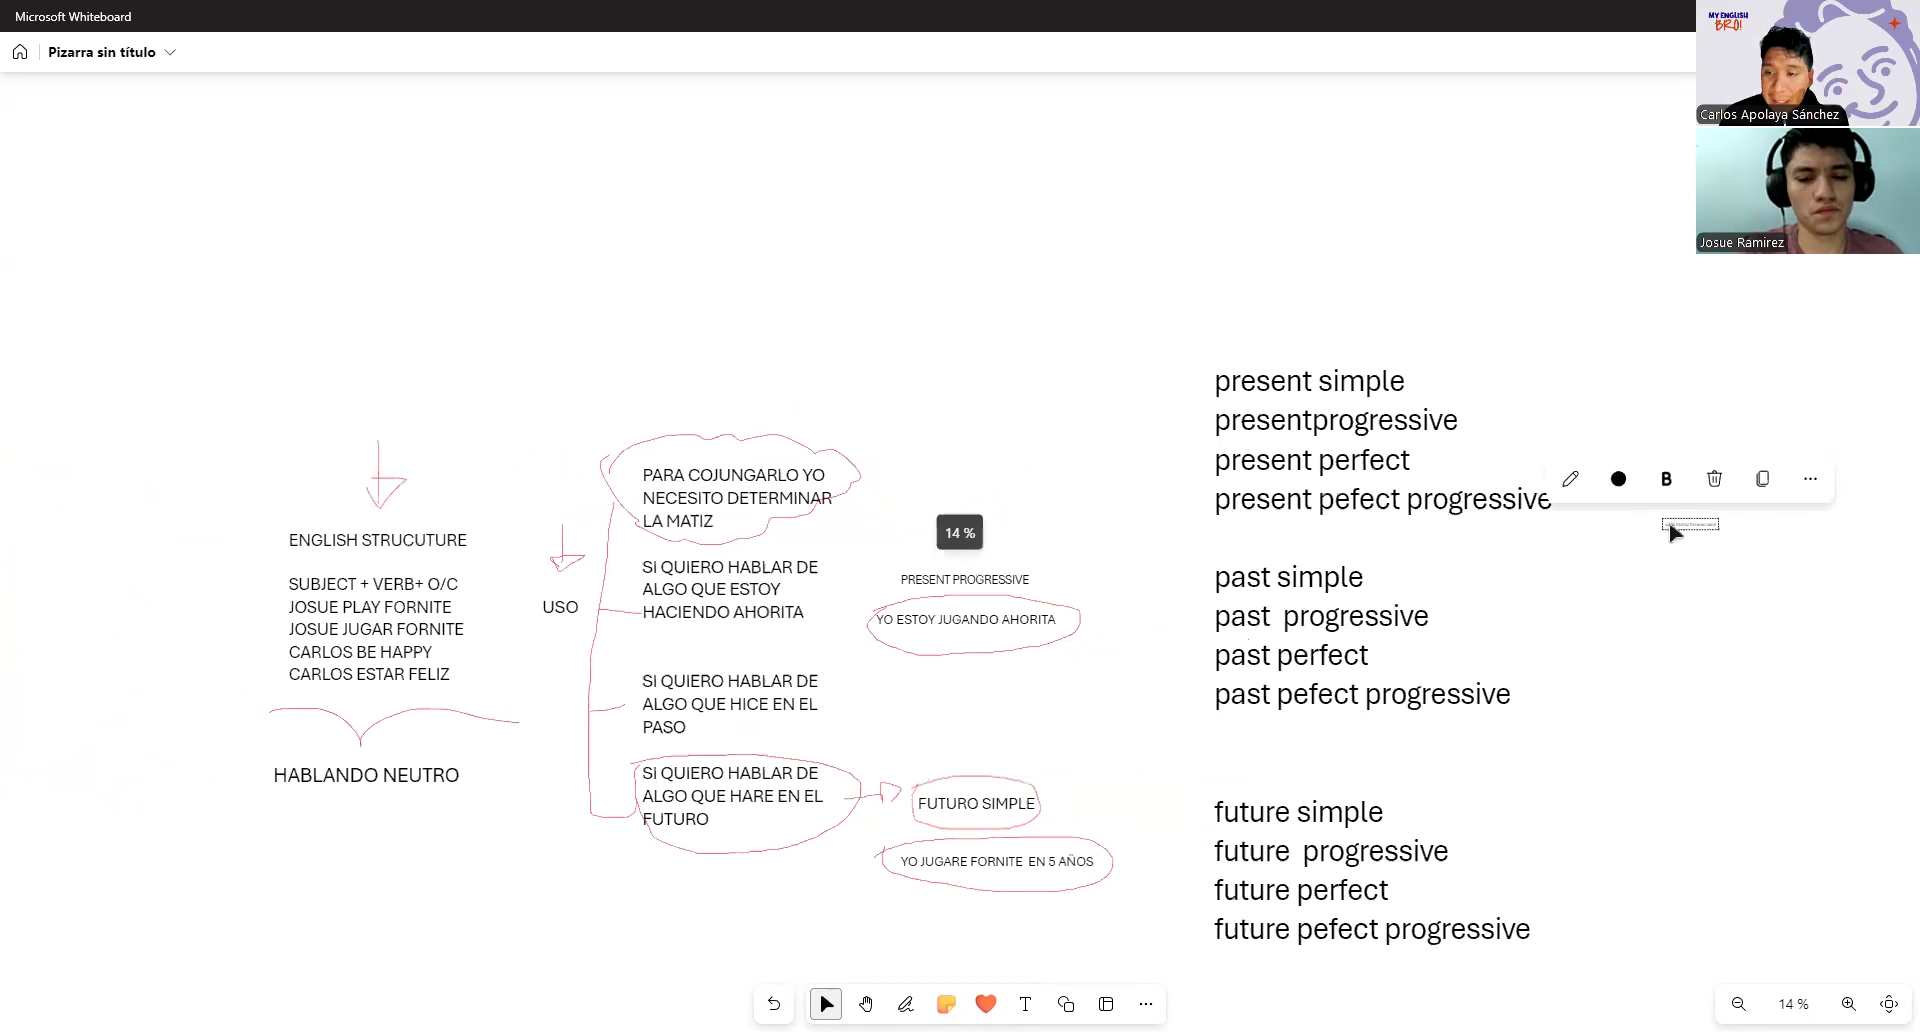 Microsoft Whiteboard
Pizarra sin título
MY ENGLISH
BRO!
Carlos Apolaya Sánchez
Josue Ramirez
ENGLISH STRUCUTURE
SUBJECT + VERB+ O/C
JOSUE PLAY FORNITE
JOSUE JUGAR FORNITE
CARLOS BE HAPPY
CARLOS ESTAR FELIZ
HABLANDO NEUTRO
USO
PARA COJUNGARLO YO
NECESITO DETERMINAR
LA MATIZ
SI QUIERO HABLAR DE
ALGO QUE ESTOY
HACIENDO AHORITA
SI QUIERO HABLAR DE
ALGO QUE HICE EN EL
PASO
SI QUIERO HABLAR DE
ALGO QUE HARE EN EL
FUTURO
14 %
PRESENT PROGRESSIVE
YO ESTOY JUGANDO AHORITA
FUTURO SIMPLE
YO JUGARE FORNITE EN 5 AÑOS
present simple
presentprogressive
present perfect
present pefect progressive
past simple
past progressive
past perfect
past pefect progressive
future simple
future progressive
future perfect
future pefect progressive
B
T
14 %